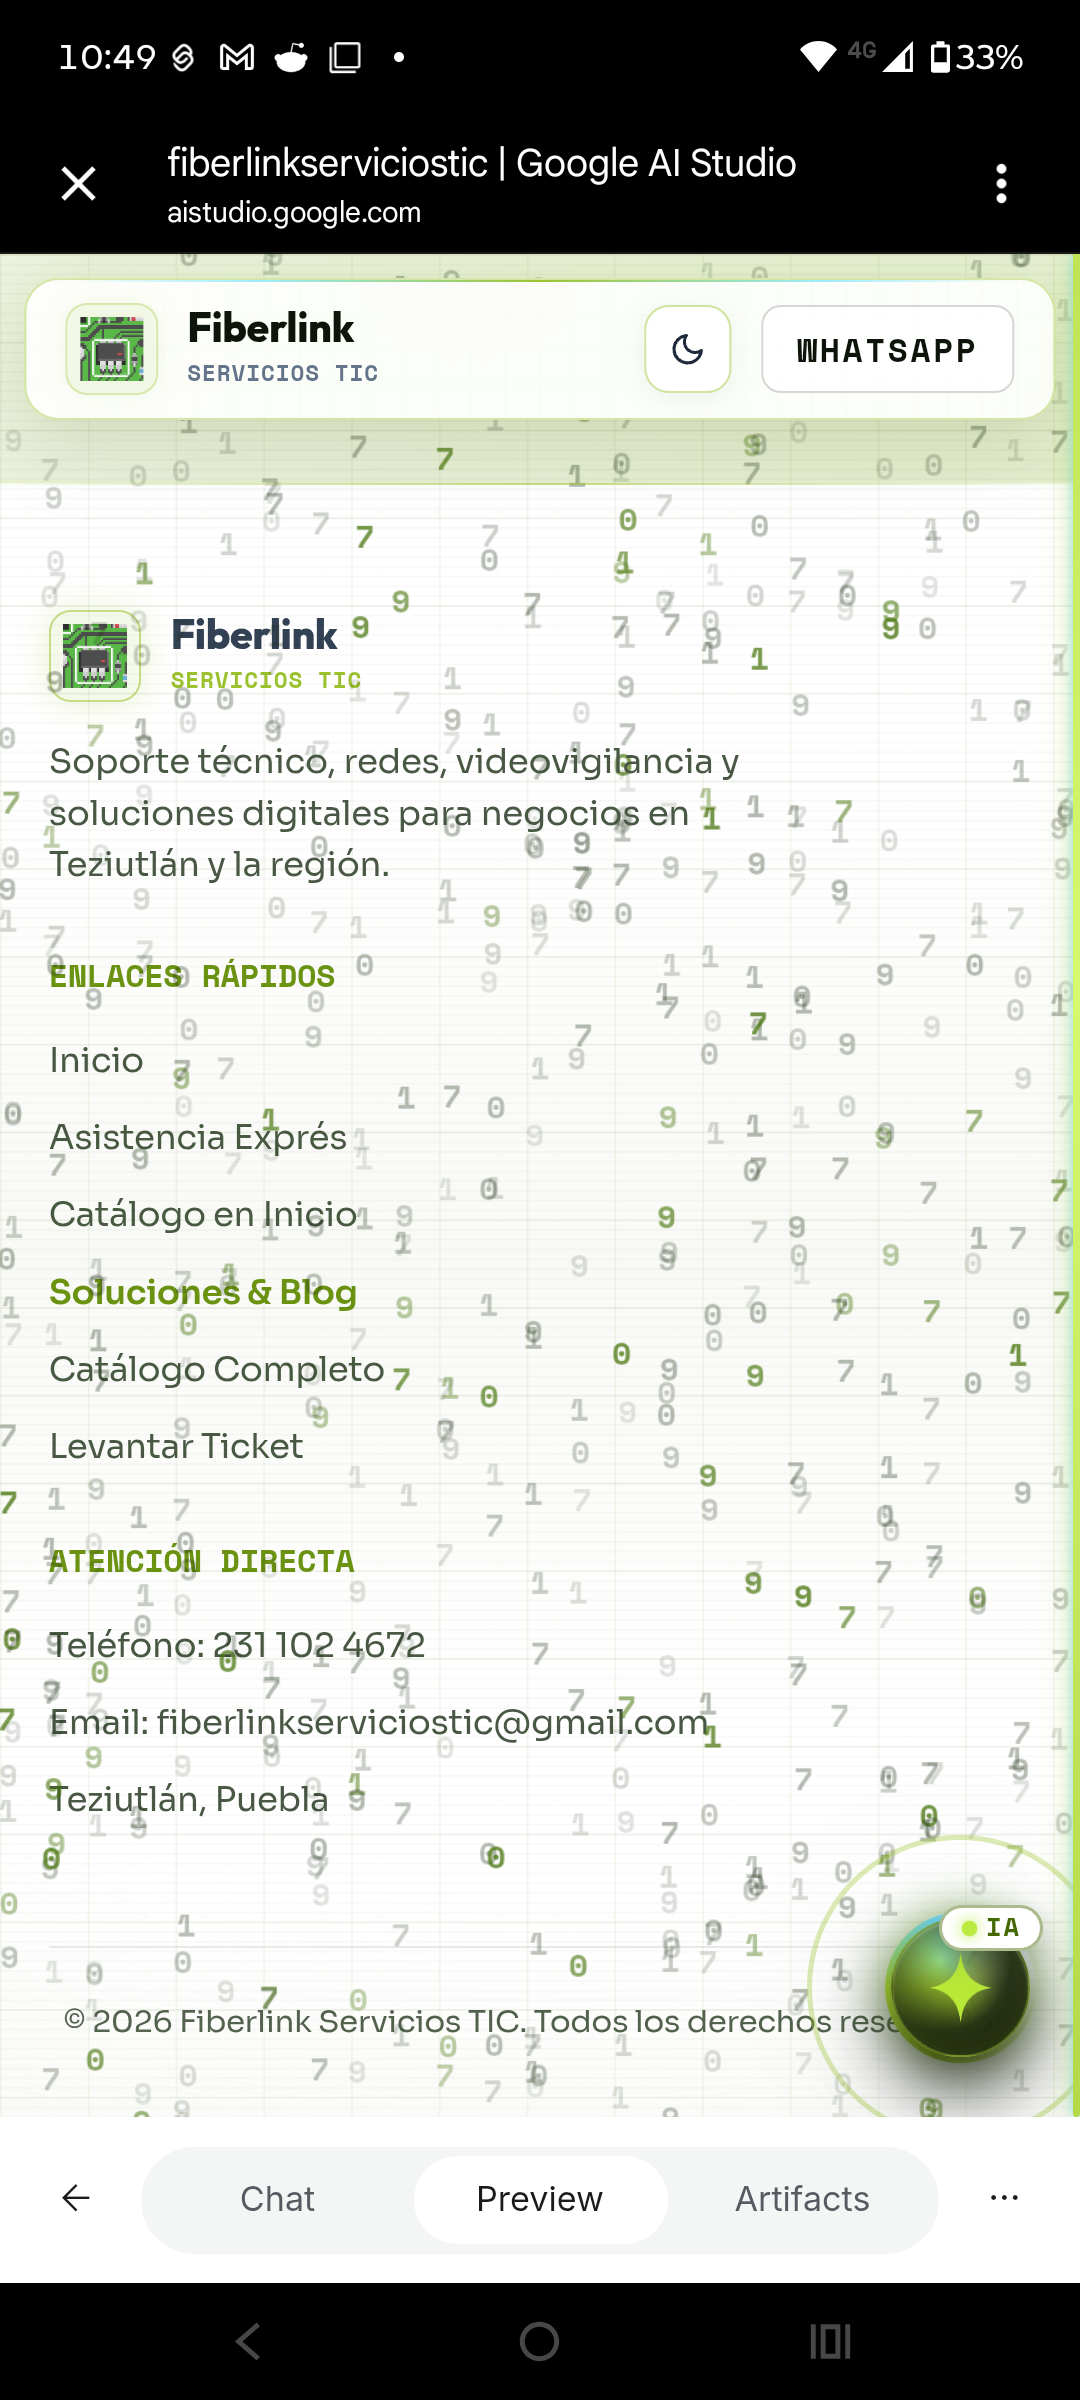 10:49
4G
33%
fiberlinkserviciostic | Google AI Studio
aistudio.google.com
Fiberlink
SERVICIOS TIC
WHATSAPP
Fiberlink
SERVICIOS TIC
Soporte técnico, redes, videovigilancia y
soluciones digitales para negocios en
Teziutlán y la región.
ENLACES RÁPIDOS
Inicio
Asistencia Exprés
Catálogo en Inicio
Soluciones & Blog
Catálogo Completo
Levantar Ticket
ATENCIÓN DIRECTA
Teléfono: 231 102 4672
Email: fiberlinkserviciostic@gmail.com
Teziutlán, Puebla
IA
© 2026 Fiberlink Servicios TIC. Todos los derechos rese
Chat
Preview
Artifacts